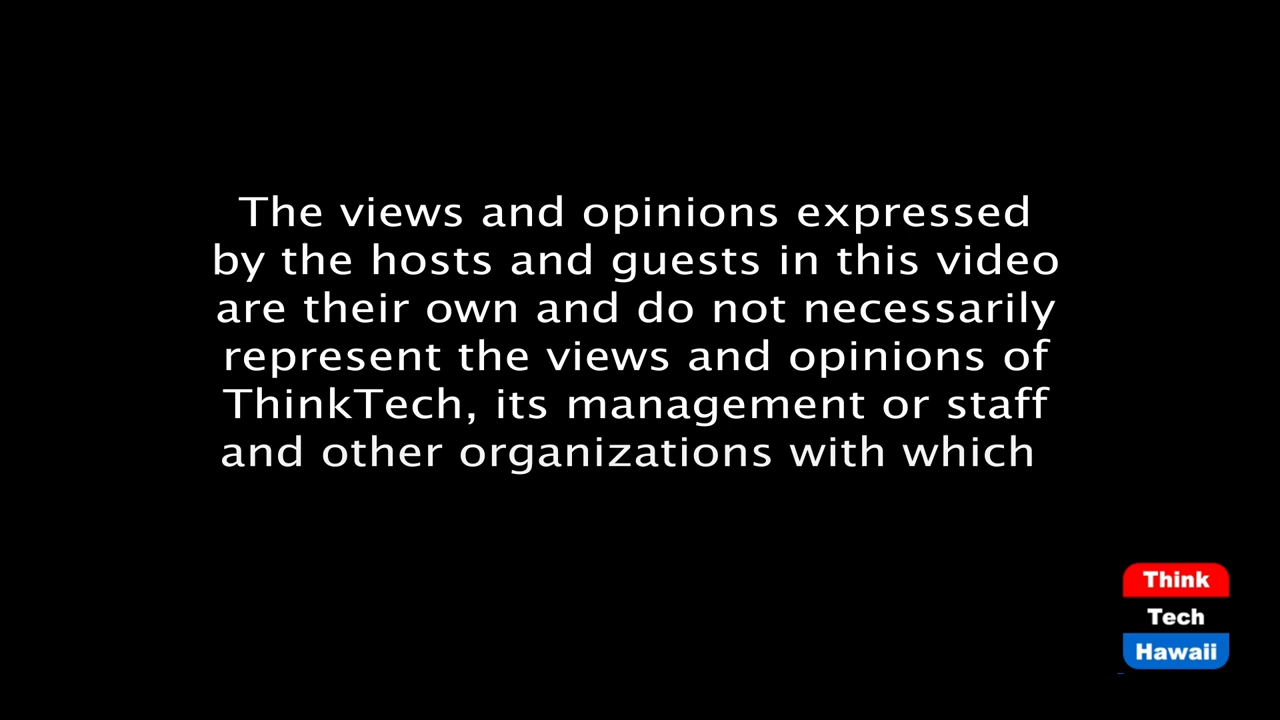 The views and opinions expressed
by the hosts and guests in this video
are their own and do not necessarily
represent the views and opinions of
ThinkTech, its management or staff
and other organizations with which
Think
Tech
Hawaii